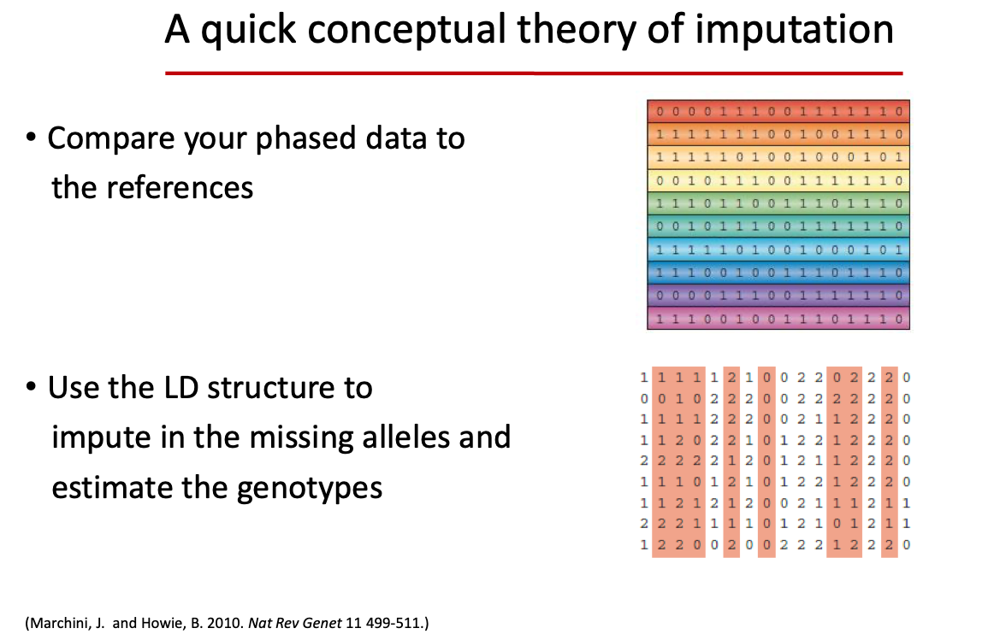 A quick conceptual theory of imputation
• Compare your phased data to
the references
0 0 0 0 1 1 1 0 0 1 1 1 1 1 1 0
1 1 1 1 1 1 1 0 0 1 0 0 1 1 1 0
1 1 1 1 1 0 1 0 0 1 0 0 0 1 0 1
0 0 1 0 1 1 1 0 0 1 1 1 1 1 1 0
1 1 1 0 1 1 0 0 1 1 1 0 1 1 1 0
0 0 1 0 1 1 1 0 0 1 1 1 1 1 1 0
1 1 1 1 1 0 1 0 0 1 0 0 0 1 0 1
1 1 1 0 0 1 0 0 1 1 1 0 1 1 1 0
0 0 0 0 1 1 1 0 0 1 1 1 1 1 1 0
1 1 1 0 0 1 0 0 1 1 1 0 1 1 1 0
• Use the LD structure to
impute in the missing alleles and
estimate the genotypes
1 1 1 1 1 2 1 0 0 2 2 0 2 2 2 0
0 0 1 0 2 2 2 0 0 2 2 2 2 2 2 0
1 1 1 1 2 2 2 0 0 2 1 1 2 2 2 0
1 1 2 0 2 2 1 0 1 2 2 1 2 2 2 0
2 2 2 2 2 1 2 0 1 2 1 1 2 2 2 0
1 1 1 0 1 2 1 0 1 2 2 1 2 2 2 0
1 1 2 1 2 1 2 0 0 2 1 1 1 2 1 1
2 2 2 1 1 1 1 0 1 2 1 0 1 2 1 1
1 2 2 0 0 2 0 0 2 2 2 1 2 2 2 0
(Marchini, J. and Howie, B. 2010. Nat Rev Genet 11 499-511.)